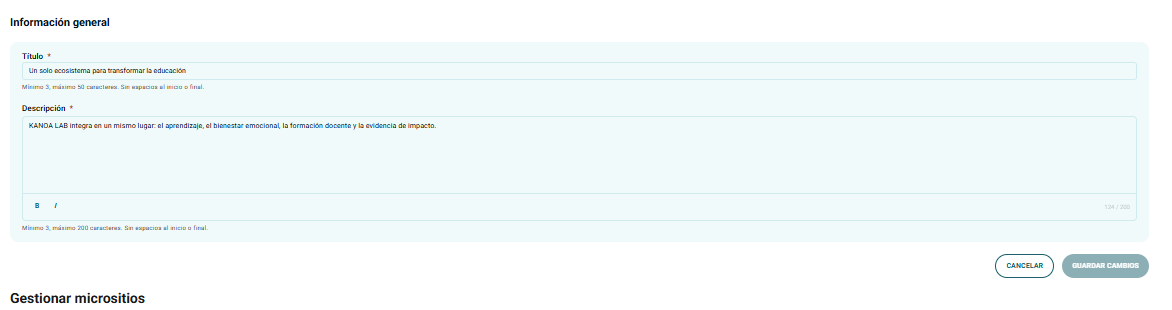 Información general
Título *
Un solo ecosistema para transformar la educación
Mínimo 3, máximo 50 caracteres. Sin espacios al inicio o final.
Descripción *
KANOA LAB integra en un mismo lugar: el aprendizaje, el bienestar emocional, la formación docente y la evidencia de impacto.
B I
Mínimo 3, máximo 200 caracteres. Sin espacios al inicio o final.
CANCELAR GUARDAR CAMBIOS
Gestionar micrositios